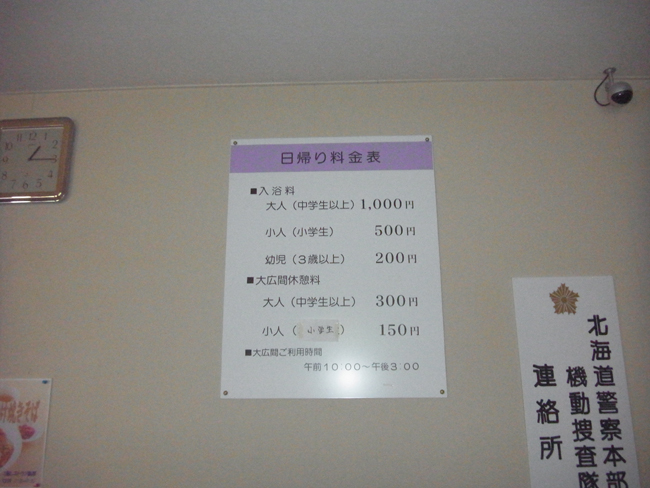 日帰り料金表
■入浴料
大人（中学生以上）1,000円
小人（小学生） 500円
幼児（3歳以上） 200円
■大広間休憩料
大人（中学生以上） 300円
小人（小学生） 150円
■大広間ご利用時間
午前10:00～午後3:00
北海道警察本部
機動捜査隊
連絡所
焼きそば